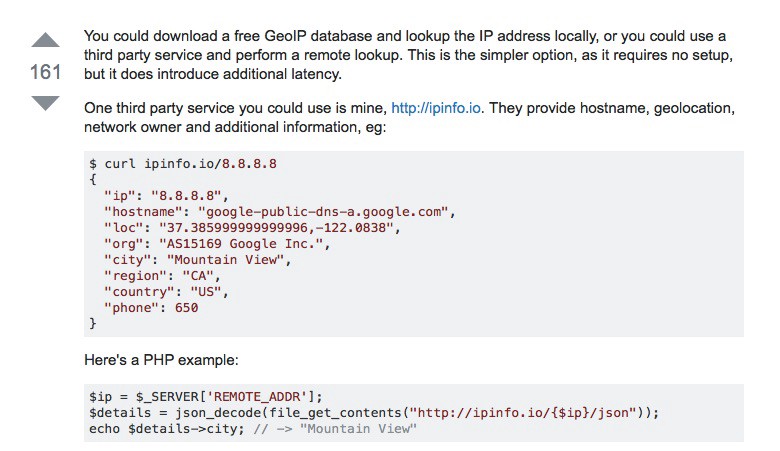 You could download a free GeoIP database and lookup the IP address locally, or you could use a
161
third party service and perform a remote lookup. This is the simpler option, as it requires no setup,
but it does introduce additional latency.
One third party service you could use is mine, http://ipinfo.io. They provide hostname, geolocation,
network owner and additional information, eg:
$ curl ipinfo.io/8.8.8.8
{
  "ip": "8.8.8.8",
  "hostname": "google-public-dns-a.google.com",
  "loc": "37.385999999999996,-122.0838",
  "org": "AS15169 Google Inc.",
  "city": "Mountain View",
  "region": "CA",
  "country": "US",
  "phone": 650
}
Here's a PHP example:
$ip = $_SERVER['REMOTE_ADDR'];
$details = json_decode(file_get_contents("http://ipinfo.io/{$ip}/json"));
echo $details->city; // -> "Mountain View"